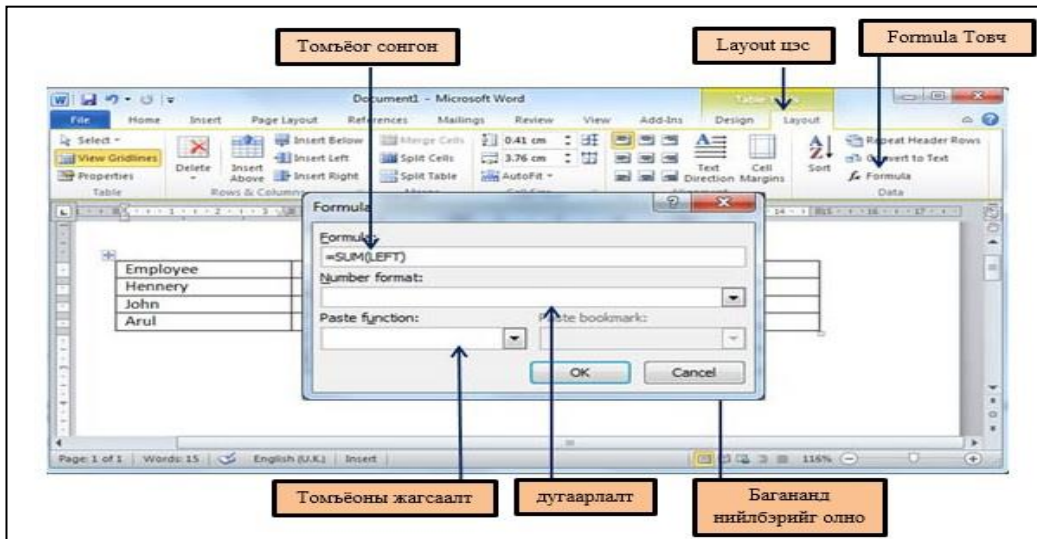 Томъёог сонгон
Layout цэс
Formula Товч
Document1 - Microsoft Word
File Home Insert Page Layout References Mailings Review View Add-Ins Design Layout
Select
View Gridlines
Properties
Table
Delete
Insert Above
Insert Below
Insert Left
Insert Right
Rows & Columns
Merge Cells
Split Cells
Split Table
0.41 cm
3.76 cm
AutoFit
Text Direction
Cell Margins
Sort
Repeat Header Rows
Convert to Text
Formula
Data
Formula
Formula:
=SUM(LEFT)
Number format:
Paste function:
Paste bookmark:
OK
Cancel
Employee
Hennery
John
Arul
Page: 1 of 1 Words: 15 English (U.K.) Insert 116%
Томъёоны жагсаалт
дугаарлалт
Багананд
нийлбэрийг олно